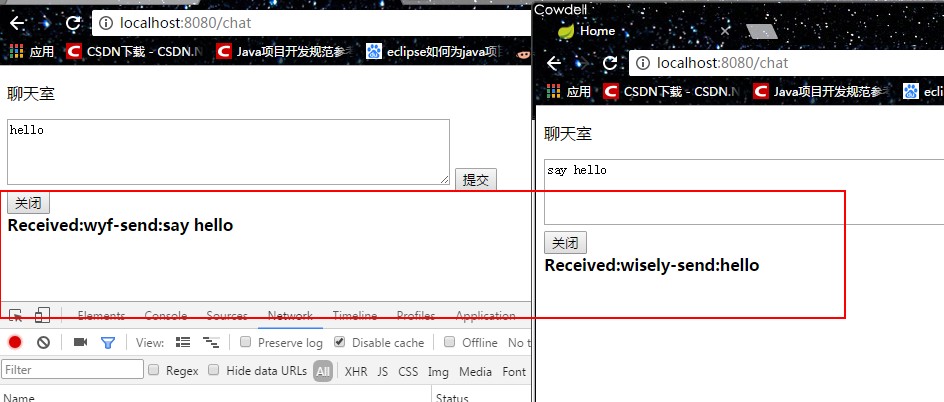 localhost:8080/chat
应用 CSDN下载 - CSDN.N Java项目开发规范参 eclipse如何为java项
聊天室
hello
提交
关闭
Received:wyf-send:say hello
Elements Console Sources Network Timeline Profiles Application
View: Preserve log Disable cache Offline No t
Filter Regex Hide data URLs All XHR JS CSS Img Media Font
Name Status
Cowdell
Home
localhost:8080/chat
应用 CSDN下载 - CSDN.N Java项目开发规范参 ecli
聊天室
say hello
关闭
Received:wisely-send:hello